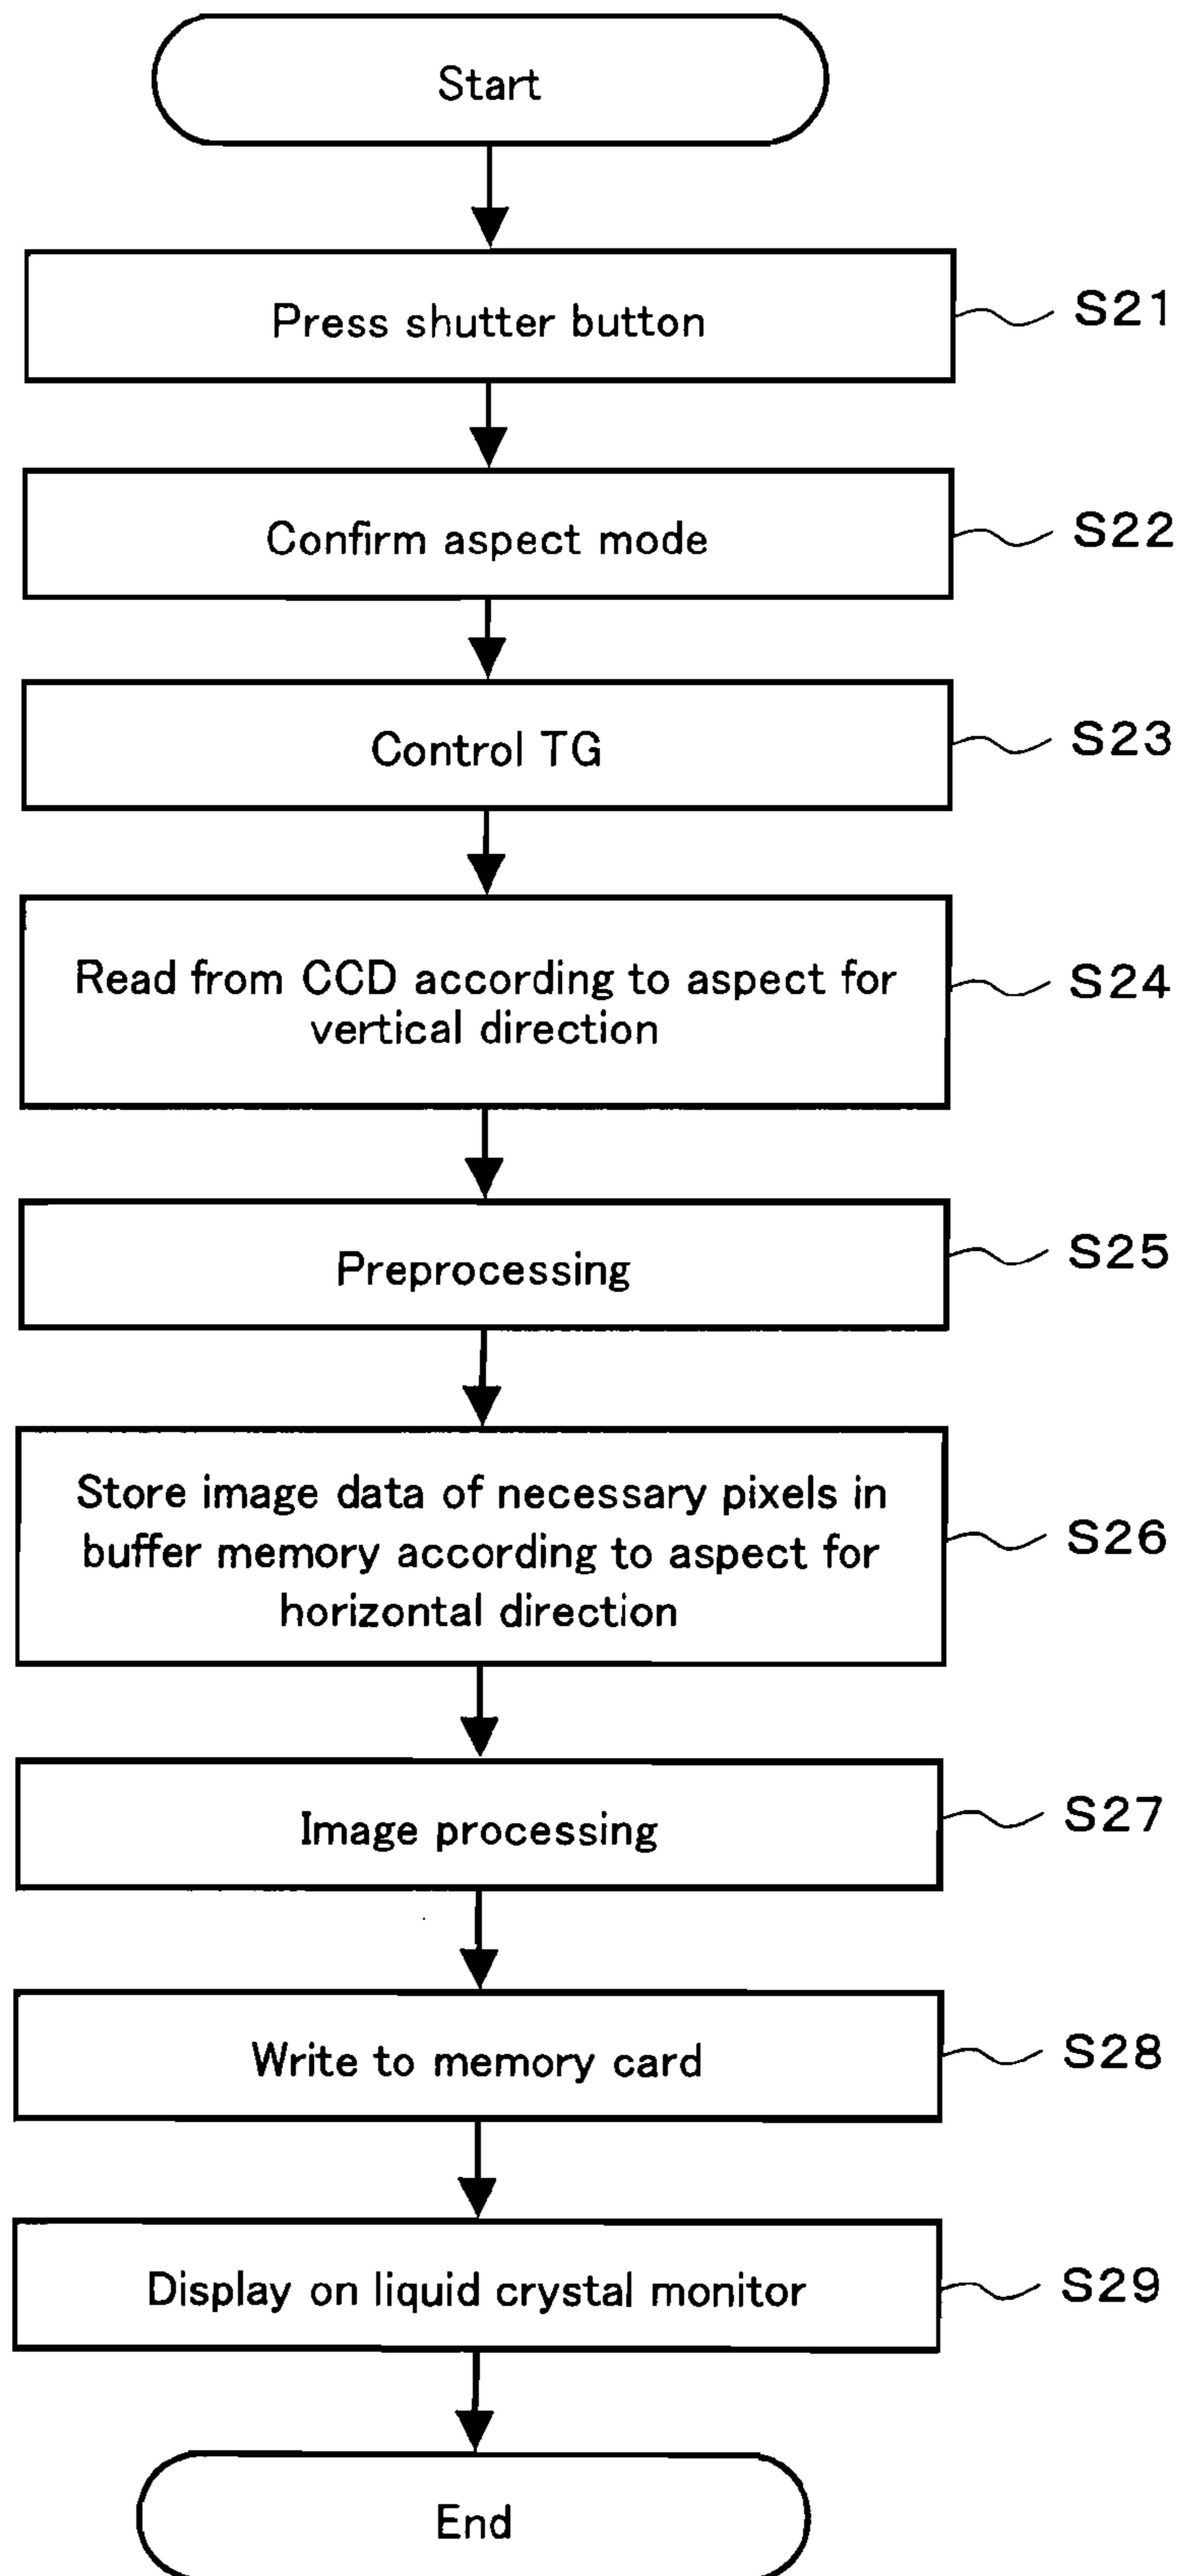 Start
Press shutter button
S21
Confirm aspect mode
S22
Control TG
S23
Read from CCD according to aspect for
vertical direction
S24
Preprocessing
S25
Store image data of necessary pixels in
buffer memory according to aspect for
horizontal direction
S26
Image processing
S27
Write to memory card
S28
Display on liquid crystal monitor
S29
End